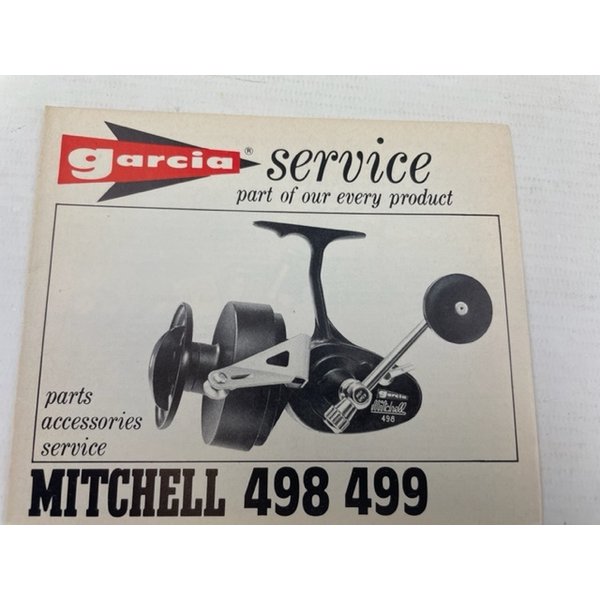 garcia® service
part of our every product
garcia
Mitchell
498
parts
accessories
service
MITCHELL 498 499